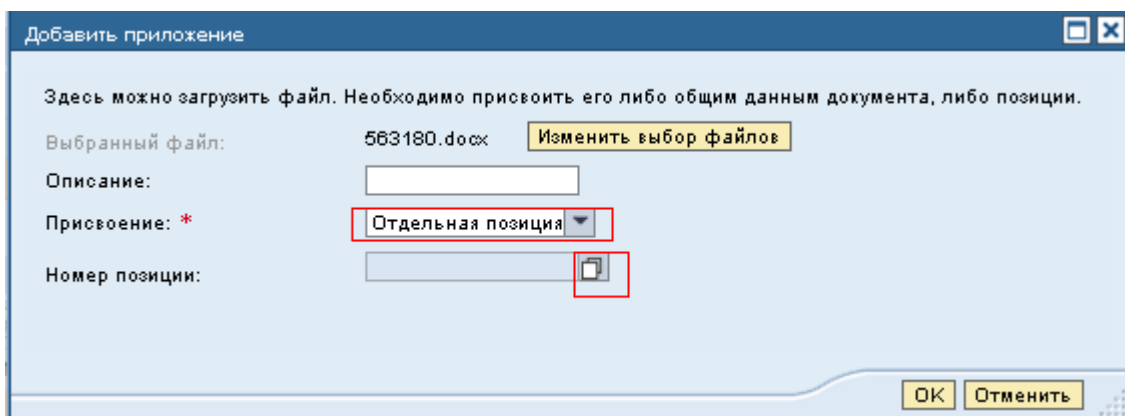 Добавить приложение
Здесь можно загрузить файл. Необходимо присвоить его либо общим данным документа, либо позиции.
Выбранный файл: 563180.docx Изменить выбор файлов
Описание:
Присвоение: * Отдельная позиция
Номер позиции:
OK Отменить